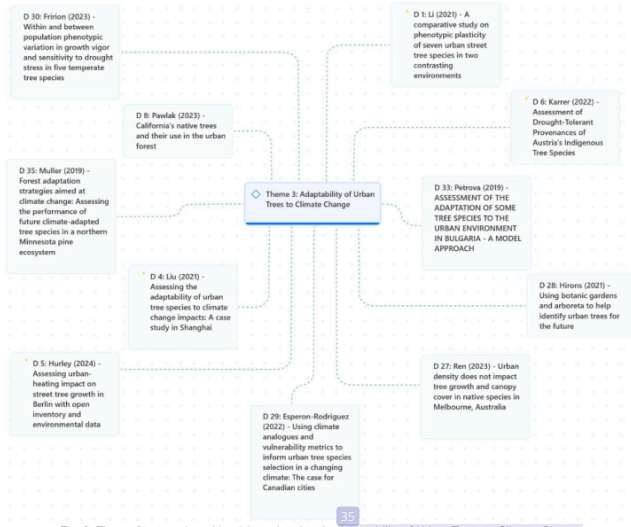 D 30: Fririon (2023) -
Within and between
population phenotypic
variation in growth vigor
and sensitivity to drought
stress in five temperate
tree species
D 1: Li (2021) - A
comparative study on
phenotypic plasticity
of seven urban street
tree species in two
contrasting
environments
D 8: Pawlak (2023) -
California's native trees
and their use in the urban
forest
D 6: Karrer (2022) -
Assessment of
Drought-Tolerant
Provenances of
Austria's Indigenous
Tree Species
D 35: Muller (2019) -
Forest adaptation
strategies aimed at
climate change: Assessing
the performance of
future climate-adapted
tree species in a northern
Minnesota pine
ecosystem
Theme 3: Adaptability of Urban
Trees to Climate Change
D 33: Petrova (2019) -
ASSESSMENT OF THE
ADAPTATION OF SOME
TREE SPECIES TO THE
URBAN ENVIRONMENT
IN BULGARIA - A MODEL
APPROACH
D 4: Liu (2021) -
Assessing the
adaptability of urban
tree species to climate
change impacts: A case
study in Shanghai
D 28: Hirons (2021) -
Using botanic gardens
and arboreta to help
identify urban trees for
the future
D 5: Hurley (2024) -
Assessing urban-
heating impact on
street tree growth in
Berlin with open
inventory and
environmental data
D 27: Ren (2023) - Urban
density does not impact
tree growth and canopy
cover in native species in
Melbourne, Australia
D 29: Esperon-Rodriguez
(2022) - Using climate
analogues and
vulnerability metrics to
inform urban tree species
selection in a changing
climate: The case for
Canadian cities
35